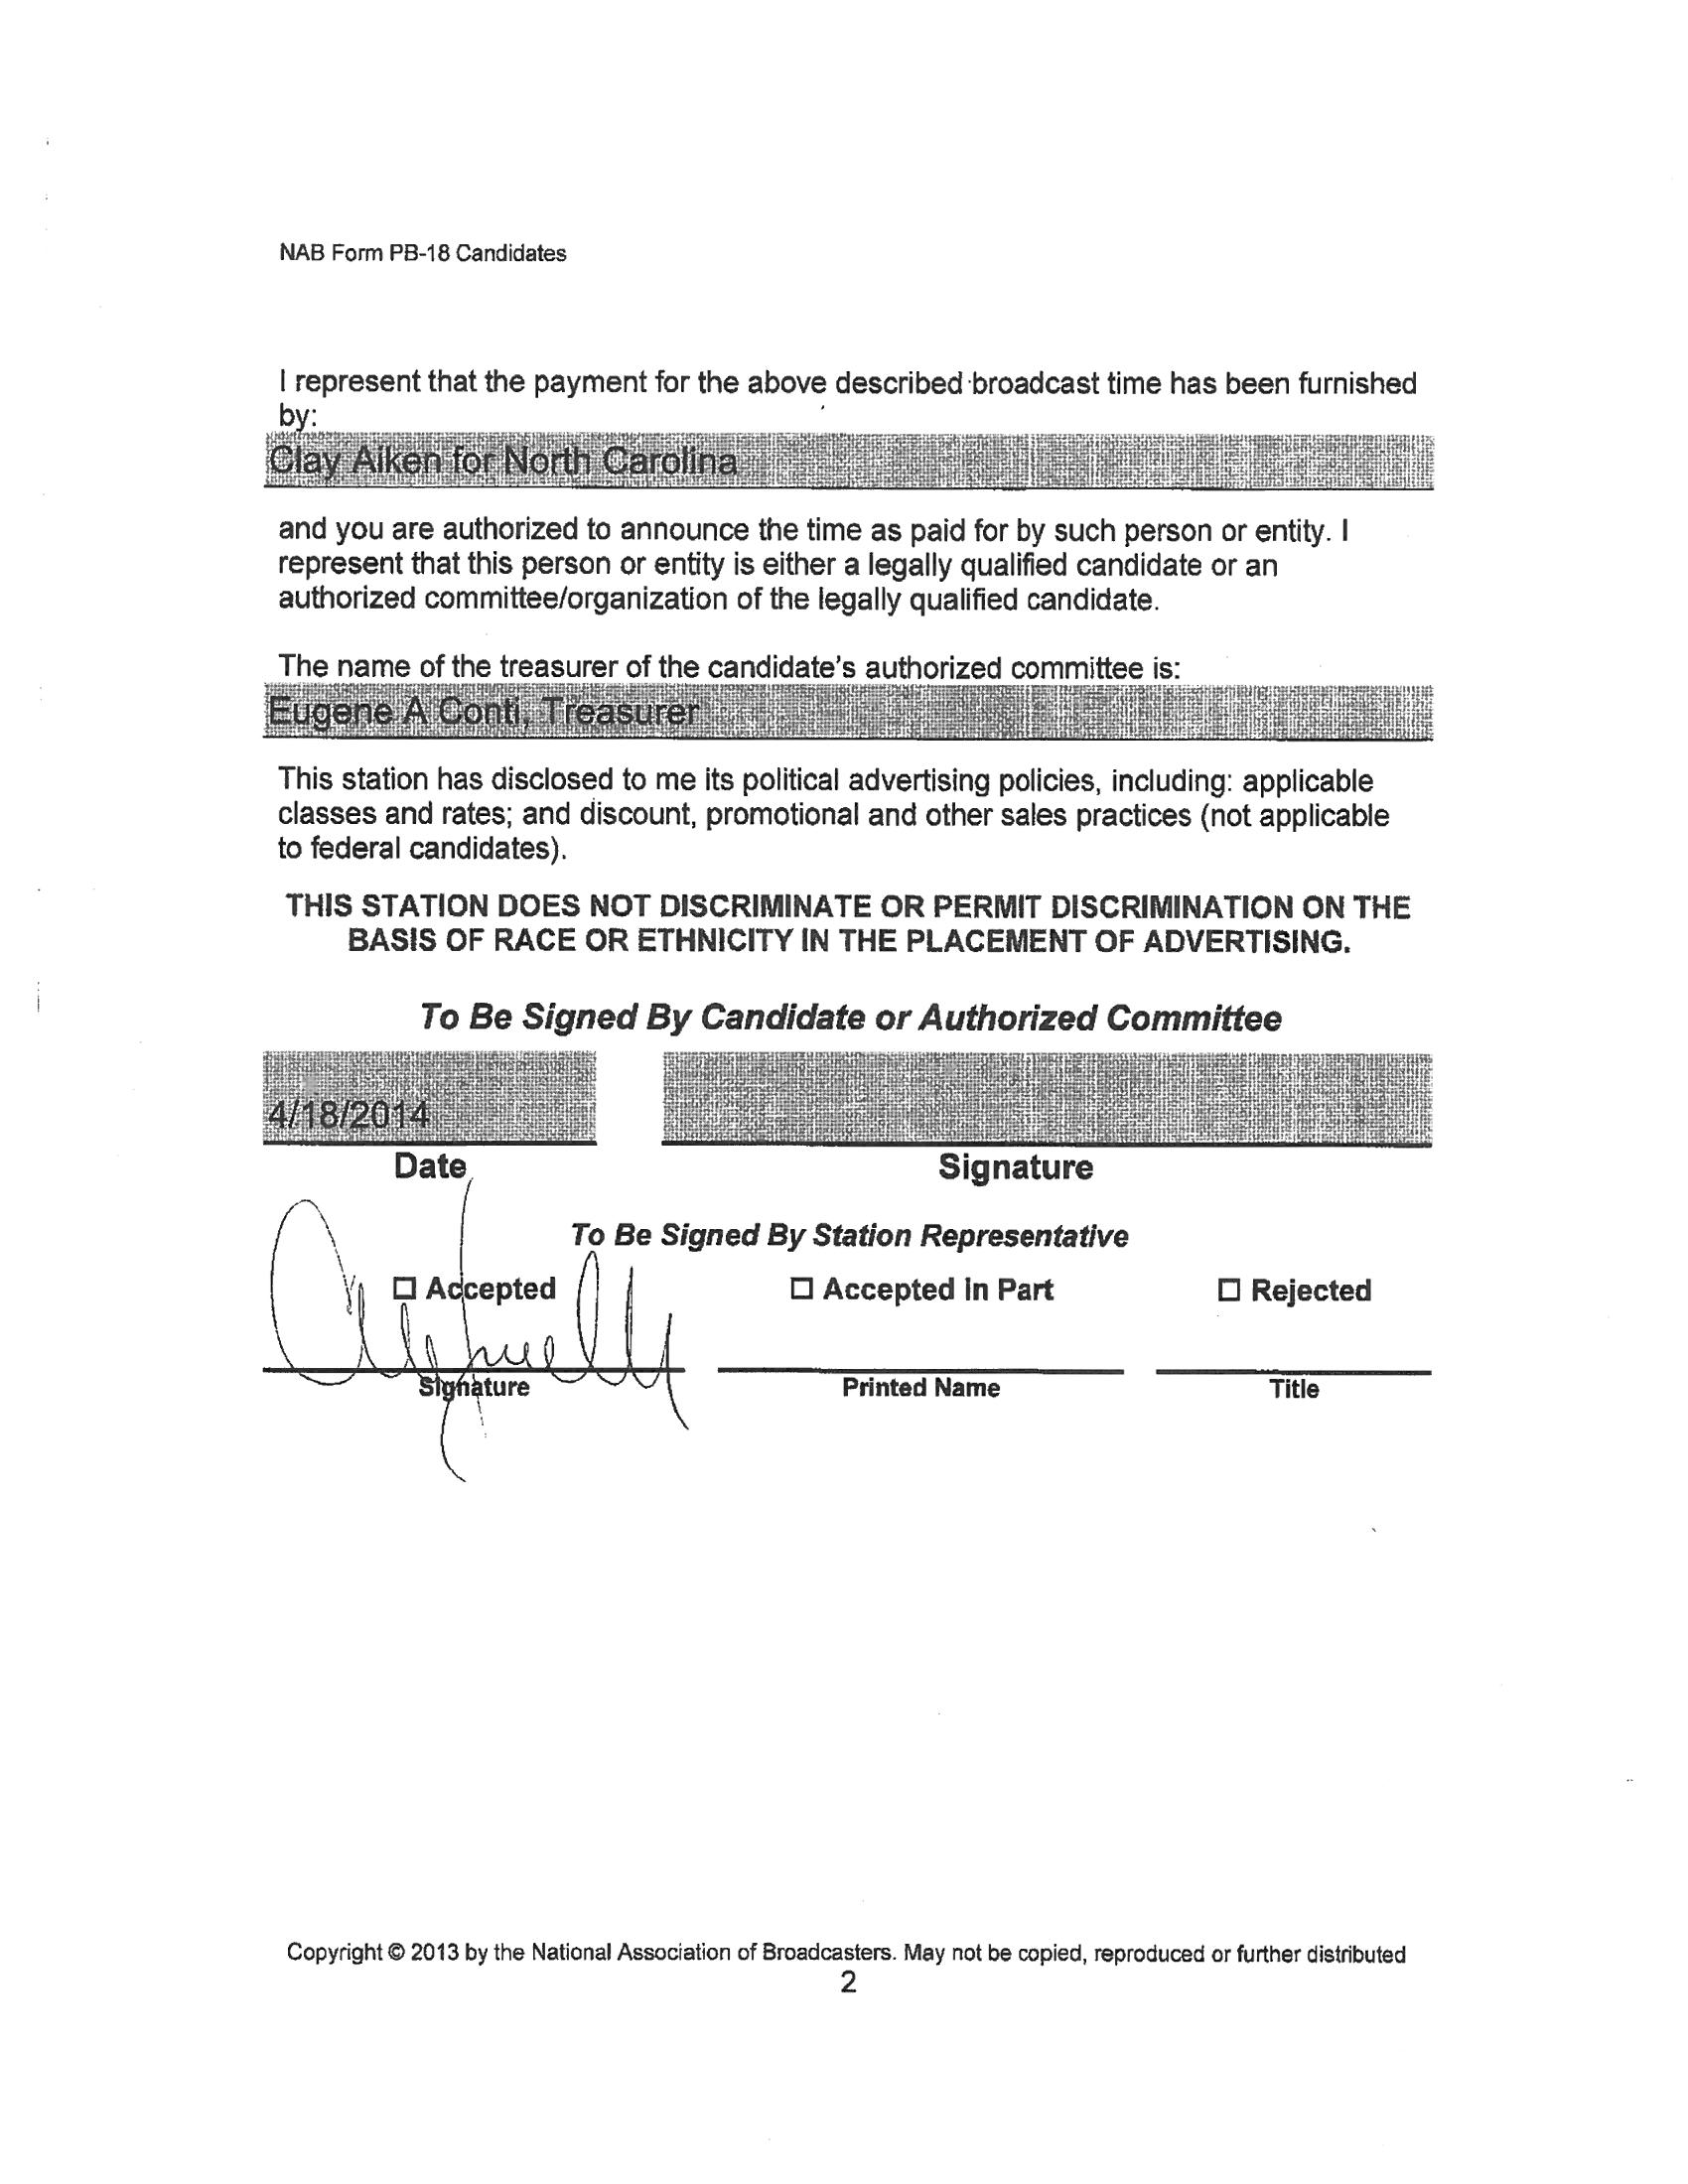 NAB Form PB-18 Candidates
I represent that the payment for the above described broadcast time has been furnished
by:
Clay Aiken for North Carolina
and you are authorized to announce the time as paid for by such person or entity. I
represent that this person or entity is either a legally qualified candidate or an
authorized committee/organization of the legally qualified candidate.
The name of the treasurer of the candidate's authorized committee is:
Eugene A Conti, Treasurer
This station has disclosed to me its political advertising policies, including: applicable
classes and rates; and discount, promotional and other sales practices (not applicable
to federal candidates).
THIS STATION DOES NOT DISCRIMINATE OR PERMIT DISCRIMINATION ON THE
BASIS OF RACE OR ETHNICITY IN THE PLACEMENT OF ADVERTISING.
To Be Signed By Candidate or Authorized Committee
4/18/2014
Date Signature
To Be Signed By Station Representative
☐ Accepted ☐ Accepted in Part ☐ Rejected
Signature Printed Name Title
Copyright © 2013 by the National Association of Broadcasters. May not be copied, reproduced or further distributed
2